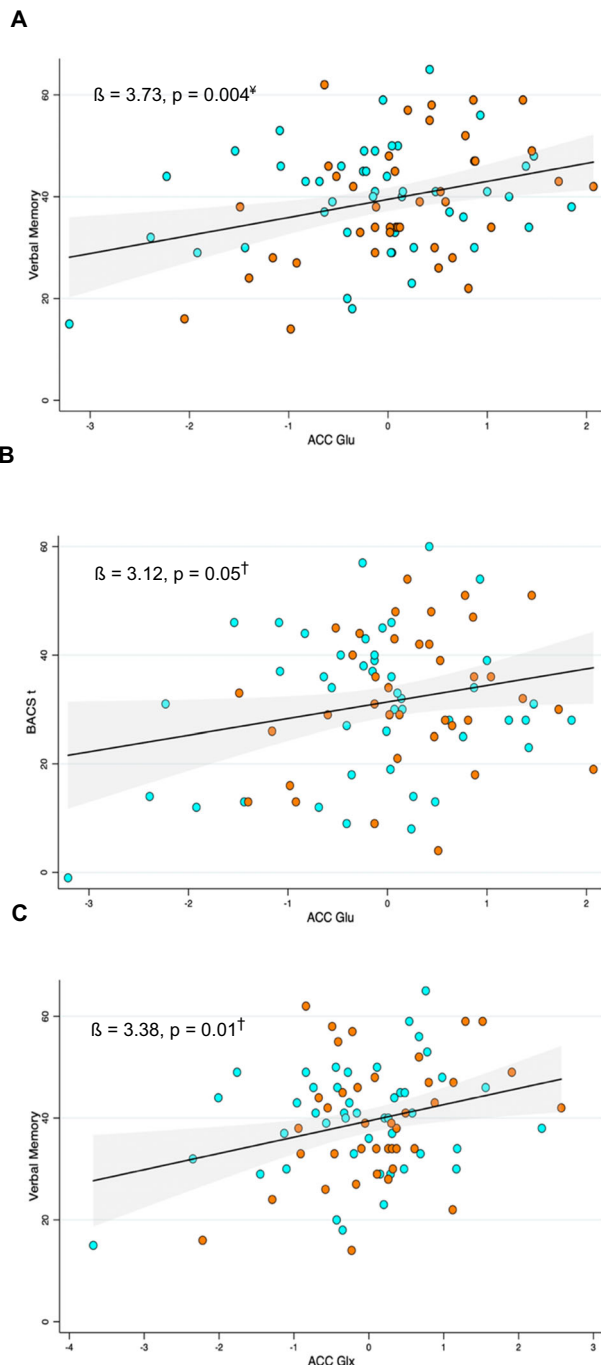 A
ß = 3.73, p = 0.004¥
Verbal Memory
60
40
20
0
-3 -2 -1 0 1 2
ACC Glu
B
ß = 3.12, p = 0.05†
BACS t
60
40
20
0
-3 -2 -1 0 1 2
ACC Glu
C
ß = 3.38, p = 0.01†
Verbal Memory
60
40
20
0
-4 -3 -2 -1 0 1 2 3
ACC Glx